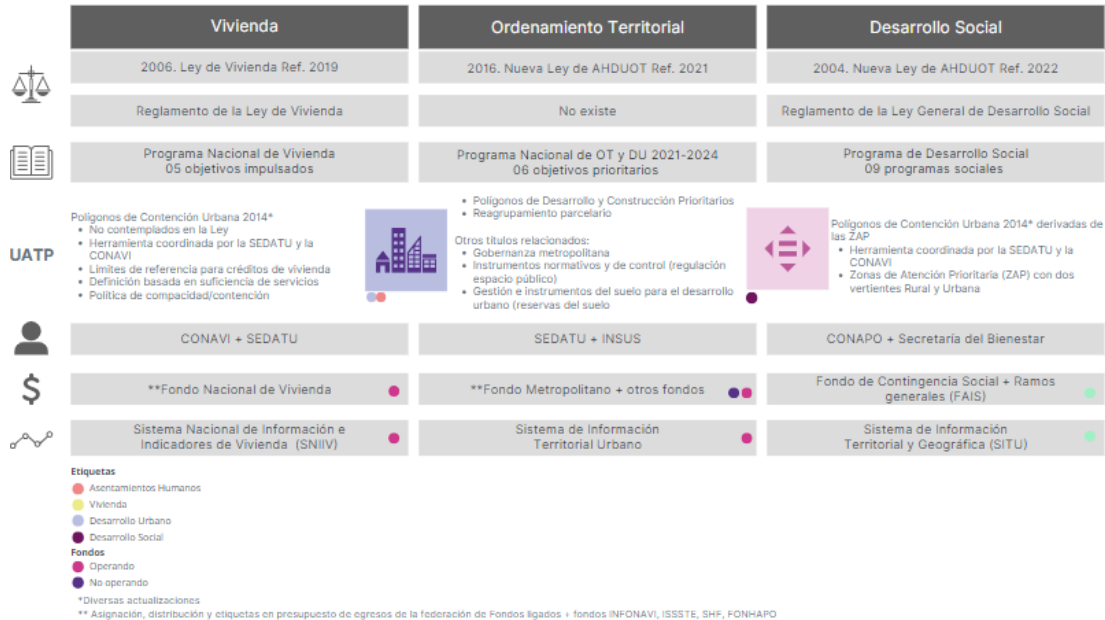 Vivienda
Ordenamiento Territorial
Desarrollo Social
2006. Ley de Vivienda Ref. 2019
2016. Nueva Ley de AHDUOT Ref. 2021
2004. Nueva Ley de AHDUOT Ref. 2022
Reglamento de la Ley de Vivienda
No existe
Reglamento de la Ley General de Desarrollo Social
Programa Nacional de Vivienda
05 objetivos impulsados
Programa Nacional de OT y DU 2021-2024
06 objetivos prioritarios
Programa de Desarrollo Social
09 programas sociales
UATP
Polígonos de Contención Urbana 2014*
• No contemplados en la Ley
• Herramienta coordinada por la SEDATU y la
CONAVI
• Límites de referencia para créditos de vivienda
• Definición basada en suficiencia de servicios
• Política de compacidad/contención
• Polígonos de Desarrollo y Construcción Prioritarios
• Reagrupamiento parcelario
Otros títulos relacionados:
• Gobernanza metropolitana
• Instrumentos normativos y de control (regulación
espacio público)
• Gestión e instrumentos del suelo para el desarrollo
urbano (reservas del suelo
Polígonos de Contención Urbana 2014* derivadas de
las ZAP
• Herramienta coordinada por la SEDATU y la
CONAVI
• Zonas de Atención Prioritaria (ZAP) con dos
vertientes Rural y Urbana
CONAVI + SEDATU
SEDATU + INSUS
CONAPO + Secretaría del Bienestar
$
**Fondo Nacional de Vivienda
**Fondo Metropolitano + otros fondos
Fondo de Contingencia Social + Ramos
generales (FAIS)
Sistema Nacional de Información e
Indicadores de Vivienda (SNIIV)
Sistema de Información
Territorial Urbano
Sistema de Información
Territorial y Geográfica (SITU)
Etiquetas
Asentamientos Humanos
Vivienda
Desarrollo Urbano
Desarrollo Social
Fondos
Operando
No operando
*Diversas actualizaciones
** Asignación, distribución y etiquetas en presupuesto de egresos de la federación de Fondos ligados + fondos INFONAVI, ISSSTE, SHF, FONHAPO